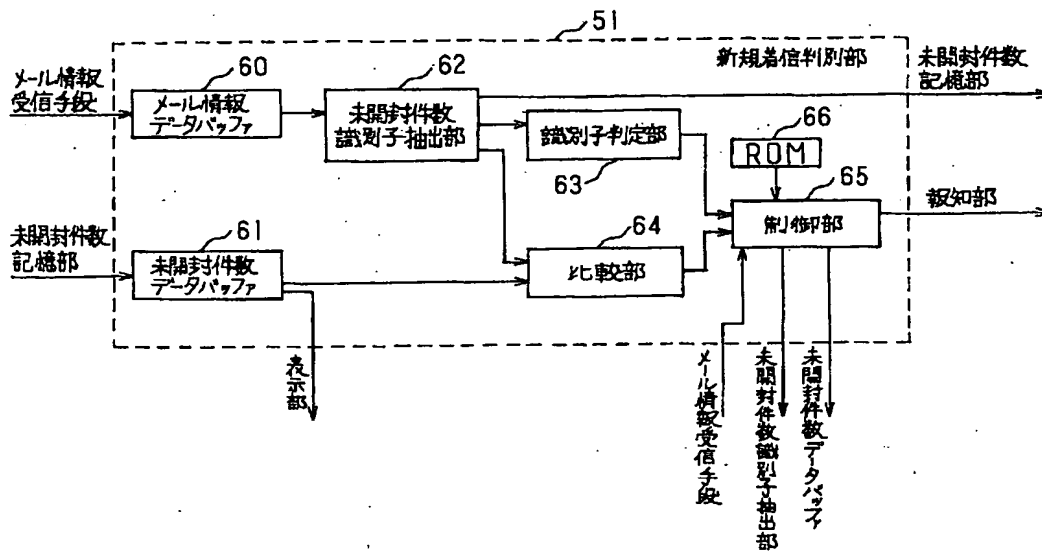 51
新規着信判別部
メール情報
受信手段
60
メール情報
データバッファ
62
未開封件数
識別子抽出部
識別子判定部
63
66
ROM
未開封件数
記憶部
65
制御部
報知部
未開封件数
記憶部
61
未開封件数
データバッファ
64
比較部
表示部
メール情報受信手段
未開封件数識別子抽出部
未開封件数データバッファ